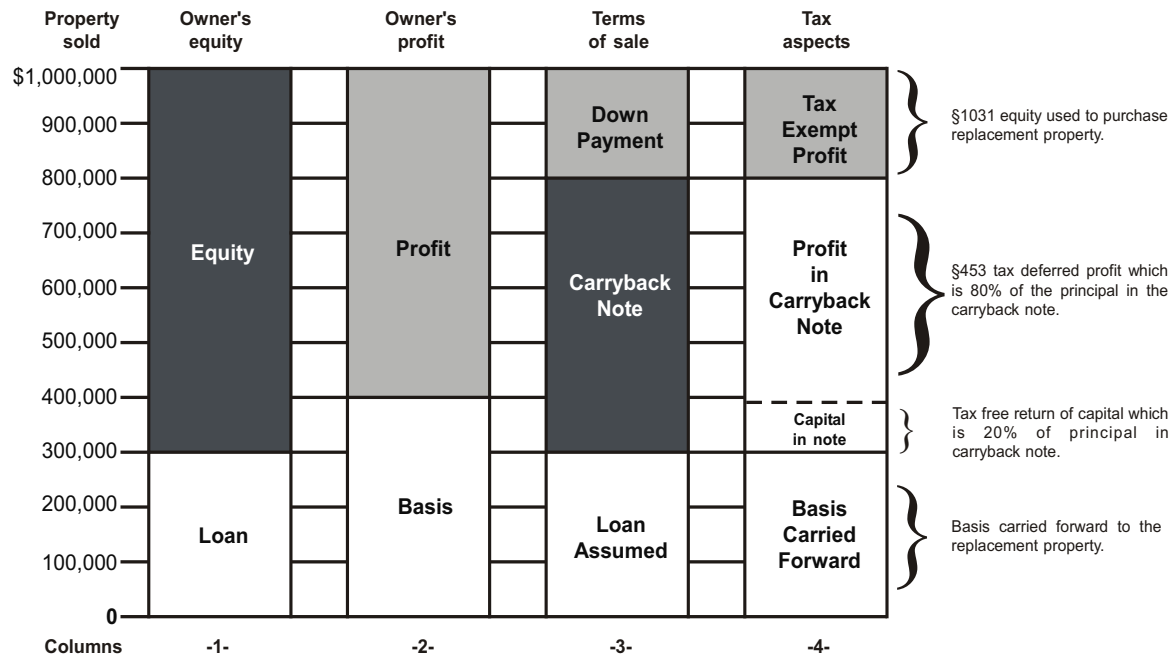 Property sold
Owner's equity
Owner's profit
Terms of sale
Tax aspects
$1,000,000
900,000
800,000
700,000
600,000
500,000
400,000
300,000
200,000
100,000
0
Equity
Loan
Profit
Basis
Down
Payment
Carryback
Note
Loan
Assumed
Tax
Exempt
Profit
Profit
in
Carryback
Note
Capital
in note
Basis
Carried
Forward
§1031 equity used to purchase
replacement property.
§453 tax deferred profit which
is 80% of the principal in the
carryback note.
Tax free return of capital which
is 20% of principal in
carryback note.
Basis carried forward to the
replacement property.
Columns -1- -2- -3- -4-